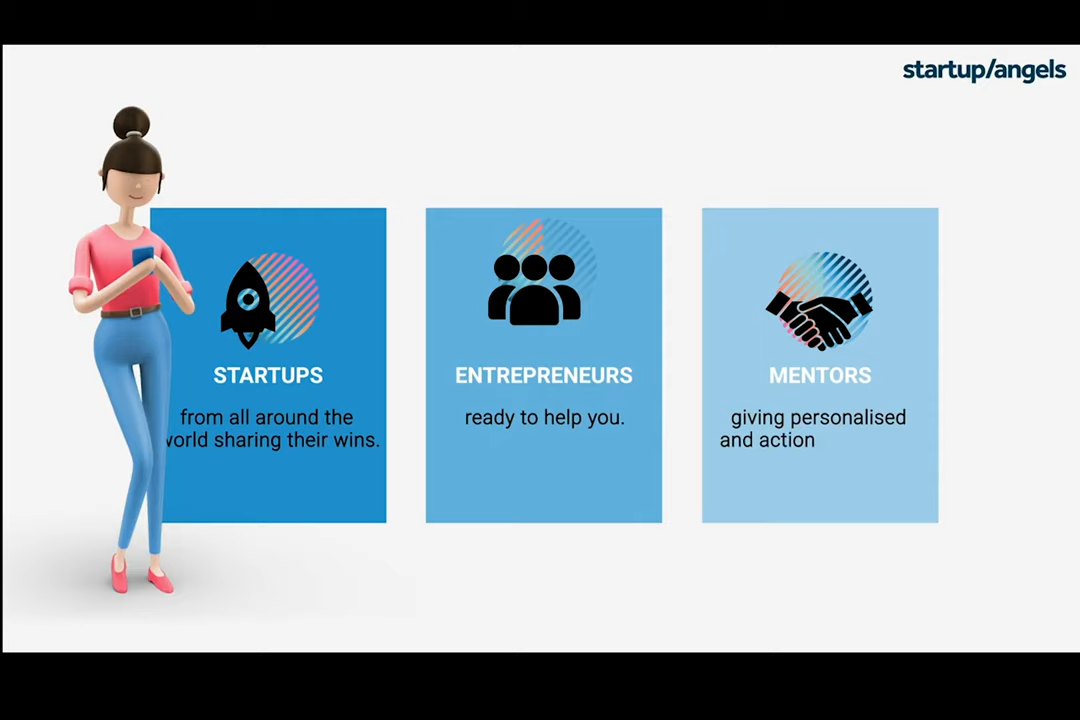 startup/angels
STARTUPS
from all around the
world sharing their wins.
ENTREPRENEURS
ready to help you.
MENTORS
giving personalised
and action